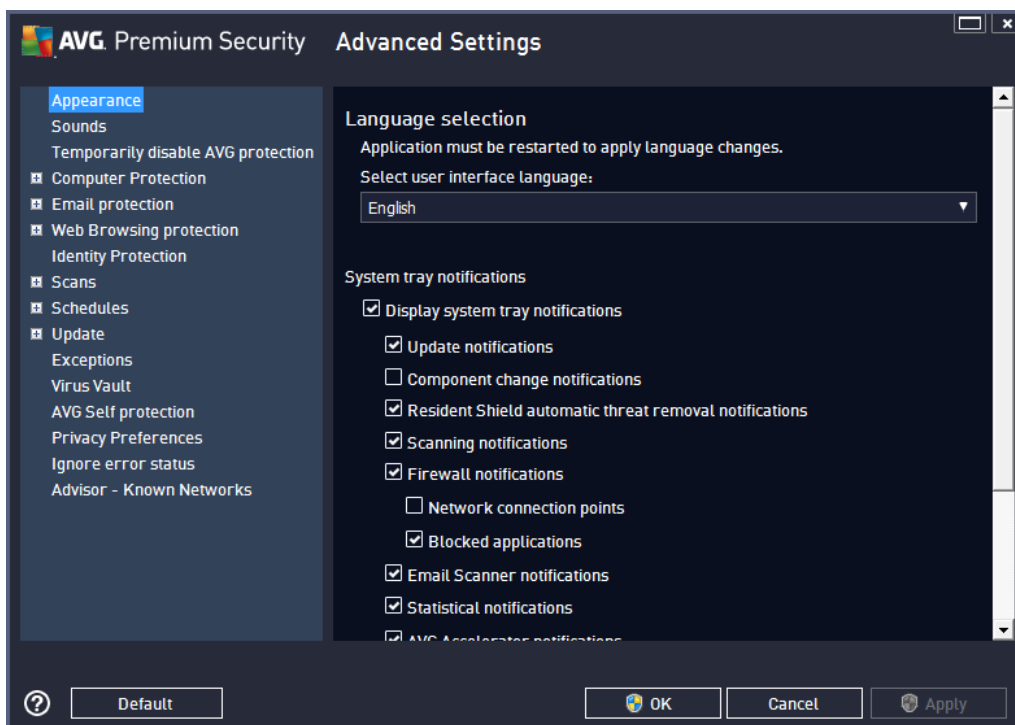 AVG. Premium Security
Advanced Settings
Appearance
Sounds
Temporarily disable AVG protection
Computer Protection
Email protection
Web Browsing protection
Identity Protection
Scans
Schedules
Update
Exceptions
Virus Vault
AVG Self protection
Privacy Preferences
Ignore error status
Advisor - Known Networks
Language selection
Application must be restarted to apply language changes.
Select user interface language:
English
System tray notifications
Display system tray notifications
Update notifications
Component change notifications
Resident Shield automatic threat removal notifications
Scanning notifications
Firewall notifications
Network connection points
Blocked applications
Email Scanner notifications
Statistical notifications
AVG Accelerator notifications
Default
OK
Cancel
Apply